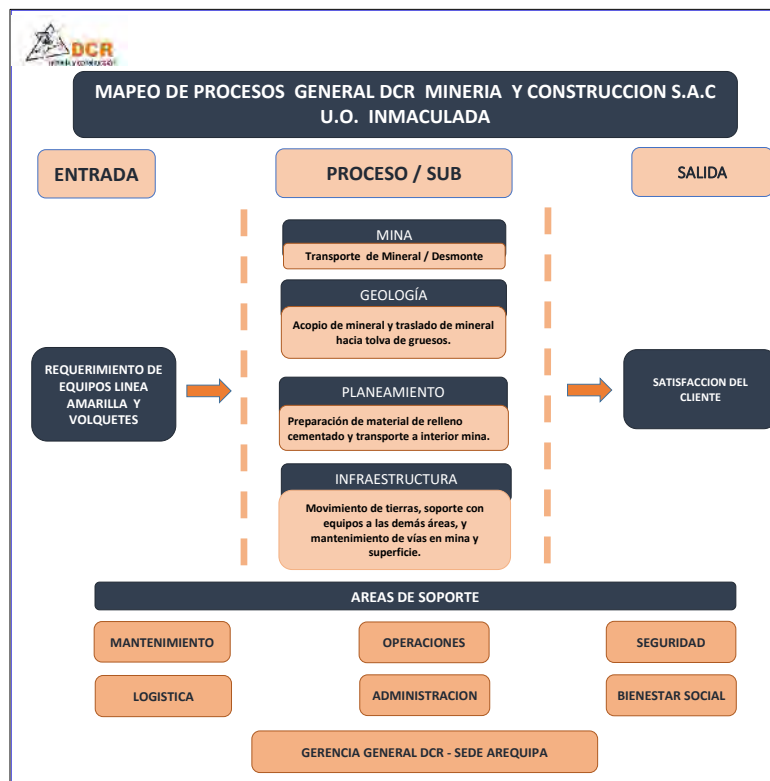 DCR
MAPEO DE PROCESOS GENERAL DCR MINERIA Y CONSTRUCCION S.A.C
U.O. INMACULADA
ENTRADA
PROCESO / SUB
SALIDA
MINA
Transporte de Mineral / Desmonte
GEOLOGÍA
Acopio de mineral y traslado de mineral
hacia tolva de gruesos.
REQUERIMIENTO DE
EQUIPOS LINEA
AMARILLA Y
VOLQUETES
PLANEAMIENTO
Preparación de material de relleno
cementado y transporte a interior mina.
SATISFACCION DEL
CLIENTE
INFRAESTRUCTURA
Movimiento de tierras, soporte con
equipos a las demás áreas, y
mantenimiento de vías en mina y
superficie.
AREAS DE SOPORTE
MANTENIMIENTO
OPERACIONES
SEGURIDAD
LOGISTICA
ADMINISTRACION
BIENESTAR SOCIAL
GERENCIA GENERAL DCR - SEDE AREQUIPA